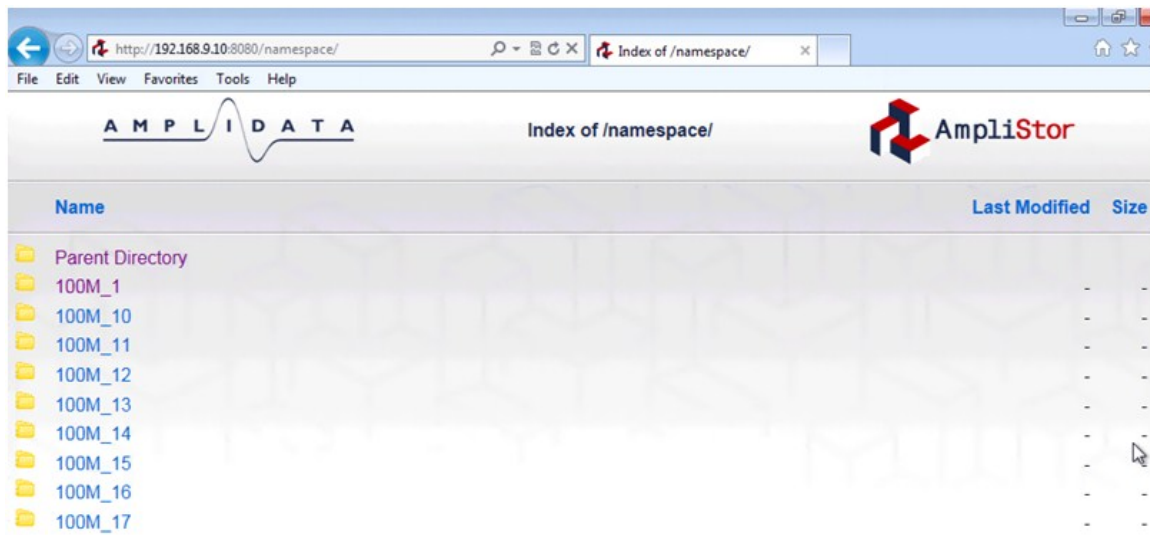 http://192.168.9.10:8080/namespace/ Index of /namespace/
File Edit View Favorites Tools Help
AMPLIDATA Index of /namespace/ AmpliStor
Name Last Modified Size
Parent Directory
100M_1 - -
100M_10 - -
100M_11 - -
100M_12 - -
100M_13 - -
100M_14 - -
100M_15 - -
100M_16 - -
100M_17 - -